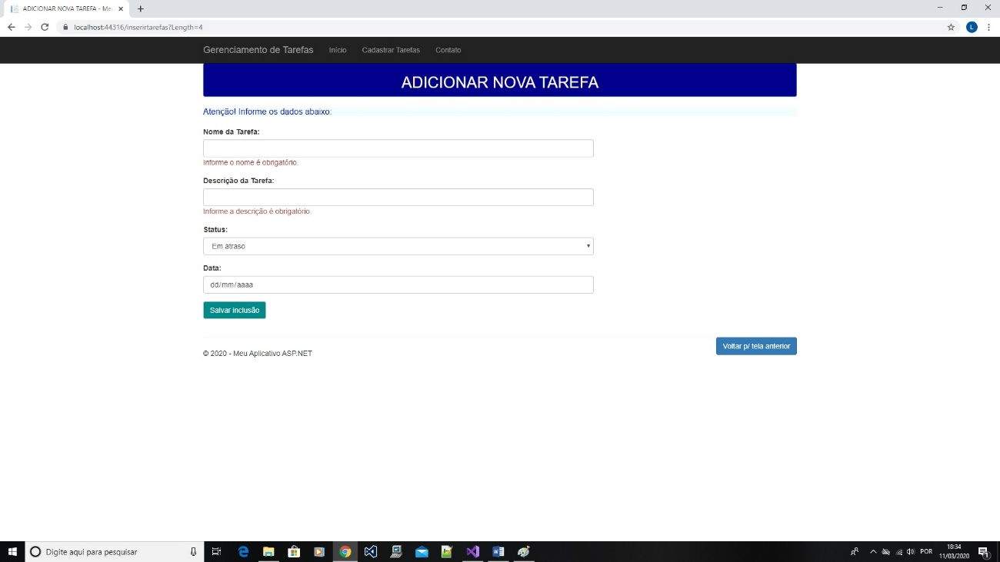 ADICIONAR NOVA TAREFA - Meu
localhost:44316/inserirtarefas?Length=4
L
Gerenciamento de Tarefas Início Cadastrar Tarefas Contato
ADICIONAR NOVA TAREFA
Atenção! Informe os dados abaixo:
Nome da Tarefa:
Informe o nome é obrigatório.
Descrição da Tarefa:
Informe a descrição é obrigatório.
Status:
Em atraso
Data:
dd/mm/aaaa
Salvar inclusão
Voltar p/ tela anterior
© 2020 - Meu Aplicativo ASP.NET
Digite aqui para pesquisar
POR
18:34
11/03/2020
1